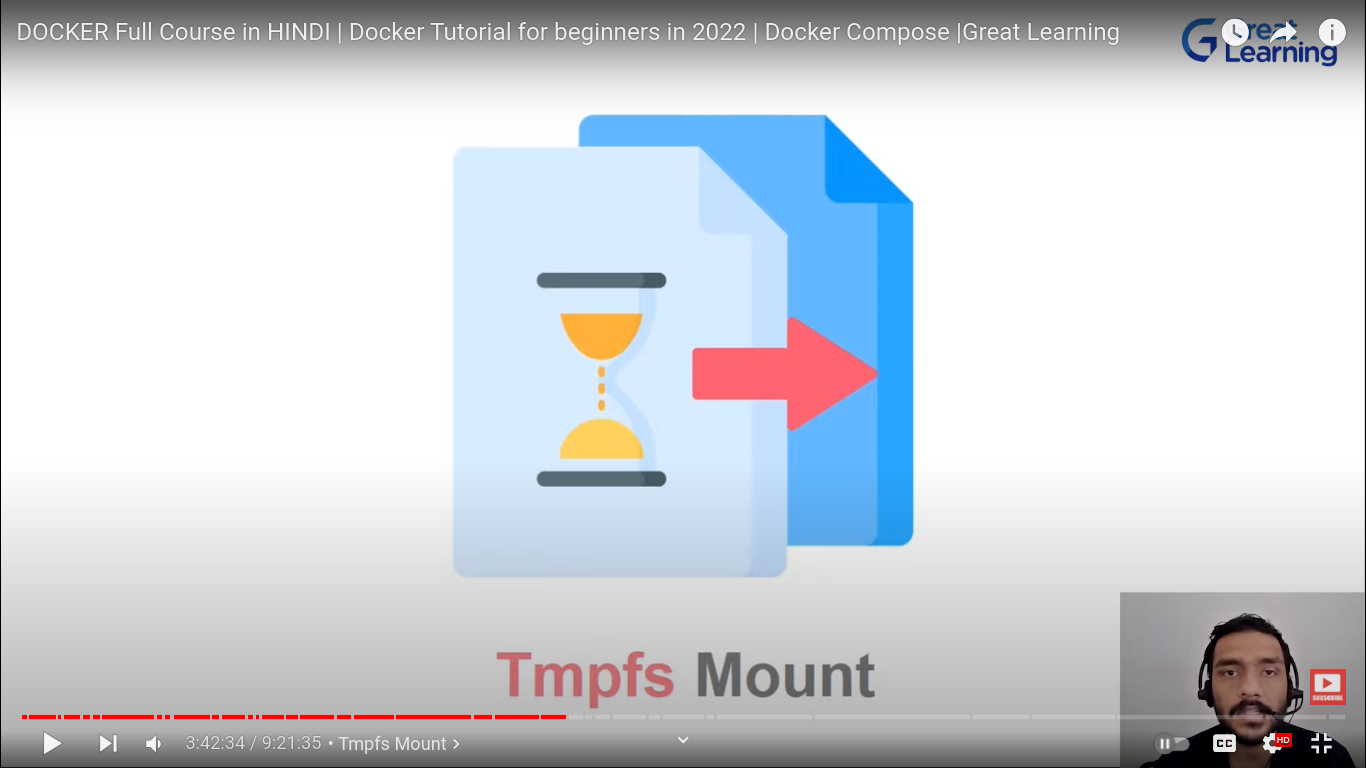 DOCKER Full Course in HINDI | Docker Tutorial for beginners in 2022 | Docker Compose |Great Learning
Great
Learning
Tmpfs Mount
SUBSCRIBE
3:42:34 / 9:21:35 • Tmpfs Mount
CC
HD